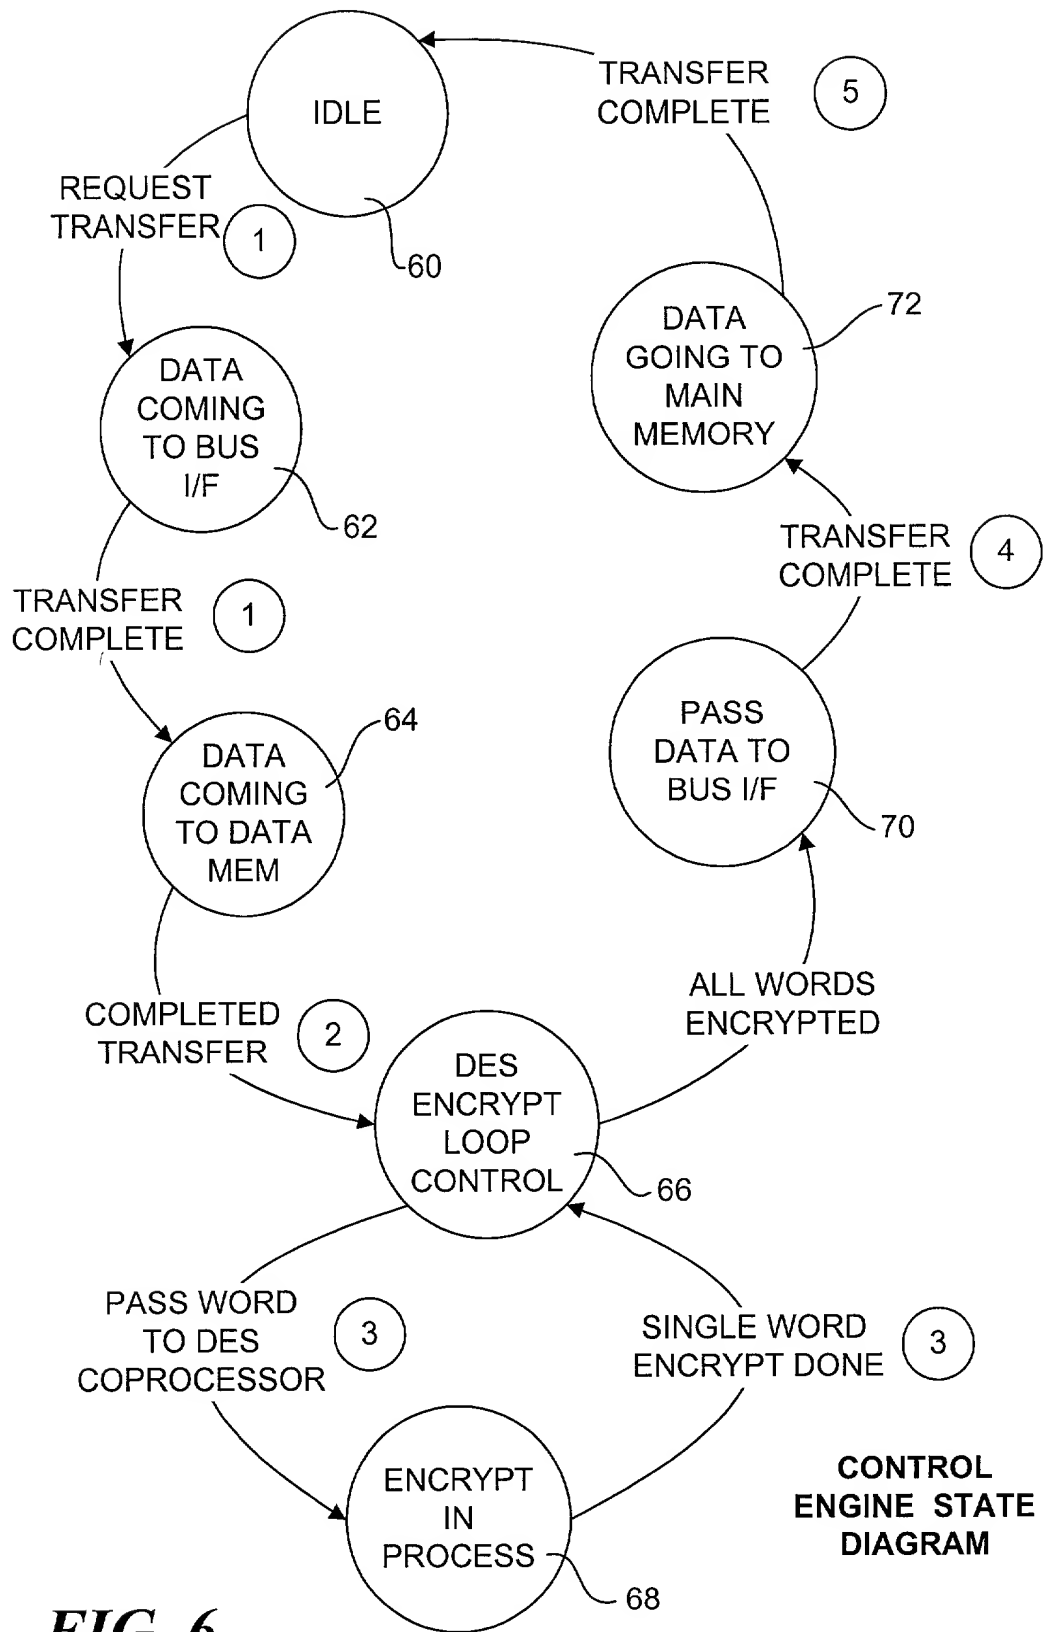 IDLE
60
REQUEST
TRANSFER
1
DATA
COMING
TO BUS
I/F
62
TRANSFER
COMPLETE
1
DATA
COMING
TO DATA
MEM
64
COMPLETED
TRANSFER
2
DES
ENCRYPT
LOOP
CONTROL
66
PASS WORD
TO DES
COPROCESSOR
3
ENCRYPT
IN
PROCESS
68
SINGLE WORD
ENCRYPT DONE
3
ALL WORDS
ENCRYPTED
PASS
DATA TO
BUS I/F
70
TRANSFER
COMPLETE
4
DATA
GOING TO
MAIN
MEMORY
72
TRANSFER
COMPLETE
5
CONTROL
ENGINE STATE
DIAGRAM
FIG. 6